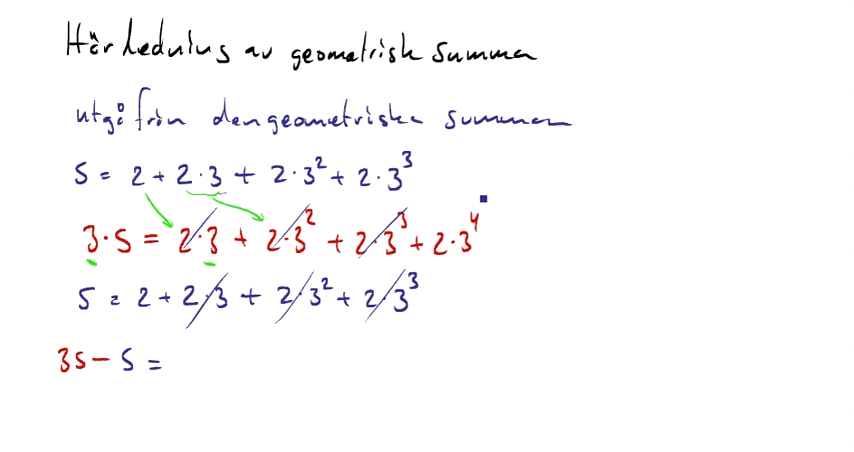 Härledning av geometrisk summa
utgå från den geometriska summan
S = 2 + 2·3 + 2·3² + 2·3³
3·S = 2·3 + 2·3² + 2·3³ + 2·3⁴
S = 2 + 2·3 + 2·3² + 2·3³
3S - S =